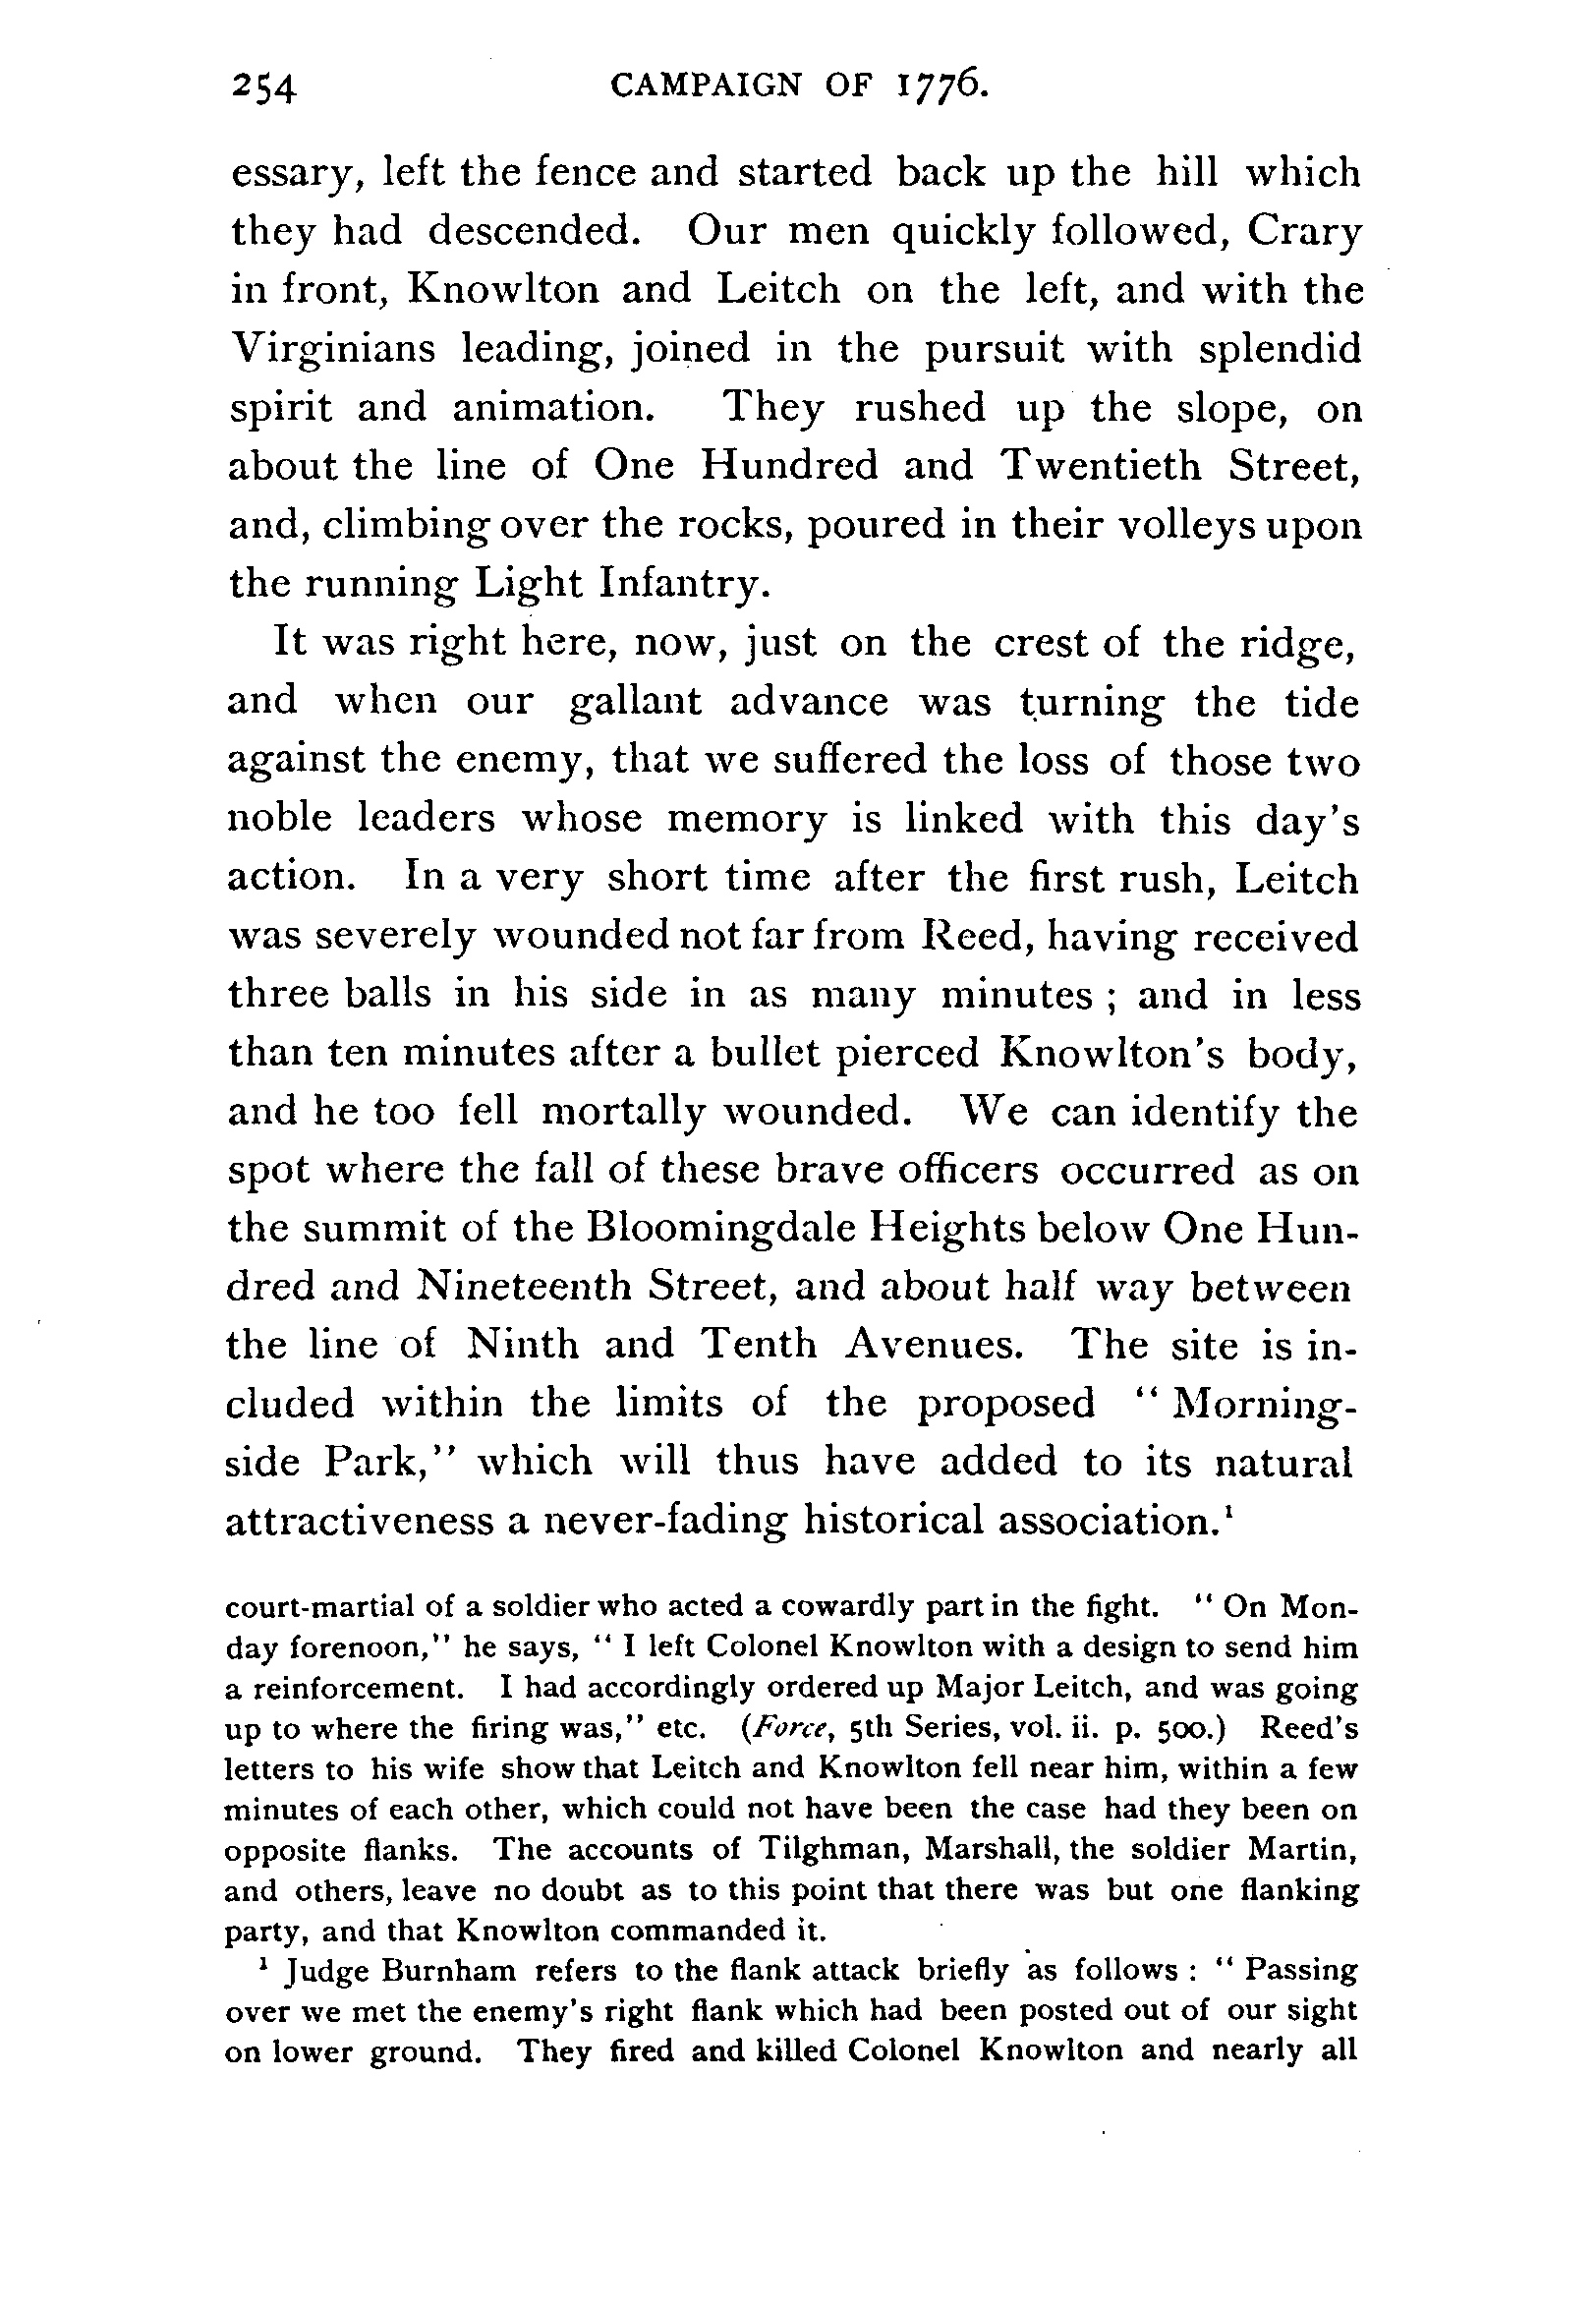 254 CAMPAIGN OF 1776.
essary, left the fence and started back up the hill which
they had descended. Our men quickly followed, Crary
in front, Knowlton and Leitch on the left, and with the
Virginians leading, joined in the pursuit with splendid
spirit and animation. They rushed up the slope, on
about the line of One Hundred and Twentieth Street,
and, climbing over the rocks, poured in their volleys upon
the running Light Infantry.
It was right here, now, just on the crest of the ridge,
and when our gallant advance was turning the tide
against the enemy, that we suffered the loss of those two
noble leaders whose memory is linked with this day's
action. In a very short time after the first rush, Leitch
was severely wounded not far from Reed, having received
three balls in his side in as many minutes ; and in less
than ten minutes after a bullet pierced Knowlton's body,
and he too fell mortally wounded. We can identify the
spot where the fall of these brave officers occurred as on
the summit of the Bloomingdale Heights below One Hun-
dred and Nineteenth Street, and about half way between
the line of Ninth and Tenth Avenues. The site is in-
cluded within the limits of the proposed " Morning-
side Park," which will thus have added to its natural
attractiveness a never-fading historical association.¹
court-martial of a soldier who acted a cowardly part in the fight. " On Mon-
day forenoon," he says, " I left Colonel Knowlton with a design to send him
a reinforcement. I had accordingly ordered up Major Leitch, and was going
up to where the firing was," etc. (Force, 5th Series, vol. ii. p. 500.) Reed's
letters to his wife show that Leitch and Knowlton fell near him, within a few
minutes of each other, which could not have been the case had they been on
opposite flanks. The accounts of Tilghman, Marshall, the soldier Martin,
and others, leave no doubt as to this point that there was but one flanking
party, and that Knowlton commanded it.
¹ Judge Burnham refers to the flank attack briefly as follows : " Passing
over we met the enemy's right flank which had been posted out of our sight
on lower ground. They fired and killed Colonel Knowlton and nearly all